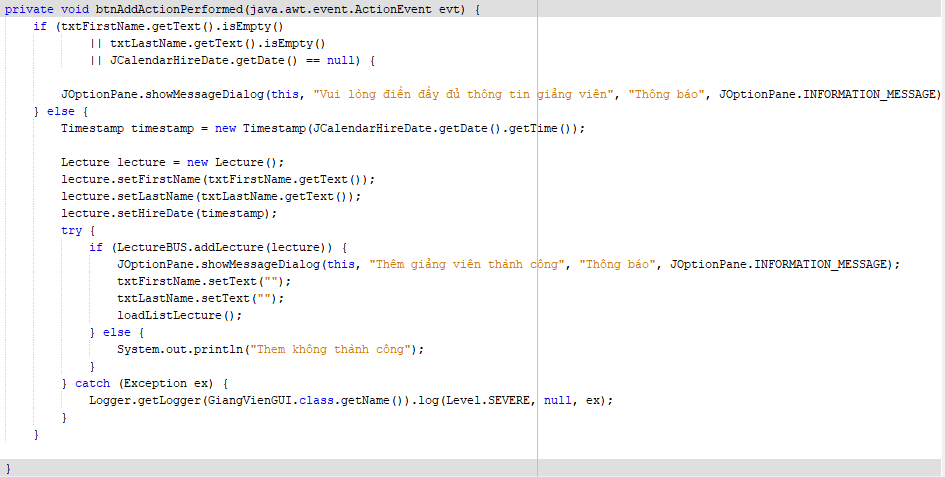 private void btnAddActionPerformed(java.awt.event.ActionEvent evt) {
    if (txtFirstName.getText().isEmpty()
            || txtLastName.getText().isEmpty()
            || JCalendarHireDate.getDate() == null) {
        JOptionPane.showMessageDialog(this, "Vui lòng điền đầy đủ thông tin giảng viên", "Thông báo", JOptionPane.INFORMATION_MESSAGE)
    } else {
        Timestamp timestamp = new Timestamp(JCalendarHireDate.getDate().getTime());
        Lecture lecture = new Lecture();
        lecture.setFirstName(txtFirstName.getText());
        lecture.setLastName(txtLastName.getText());
        lecture.setHireDate(timestamp);
        try {
            if (LectureBUS.addLecture(lecture)) {
                JOptionPane.showMessageDialog(this, "Thêm giảng viên thành công", "Thông báo", JOptionPane.INFORMATION_MESSAGE);
                txtFirstName.setText("");
                txtLastName.setText("");
                loadListLecture();
            } else {
                System.out.println("Them không thành công");
            }
        } catch (Exception ex) {
            Logger.getLogger(GiangVienGUI.class.getName()).log(Level.SEVERE, null, ex);
        }
    }
}